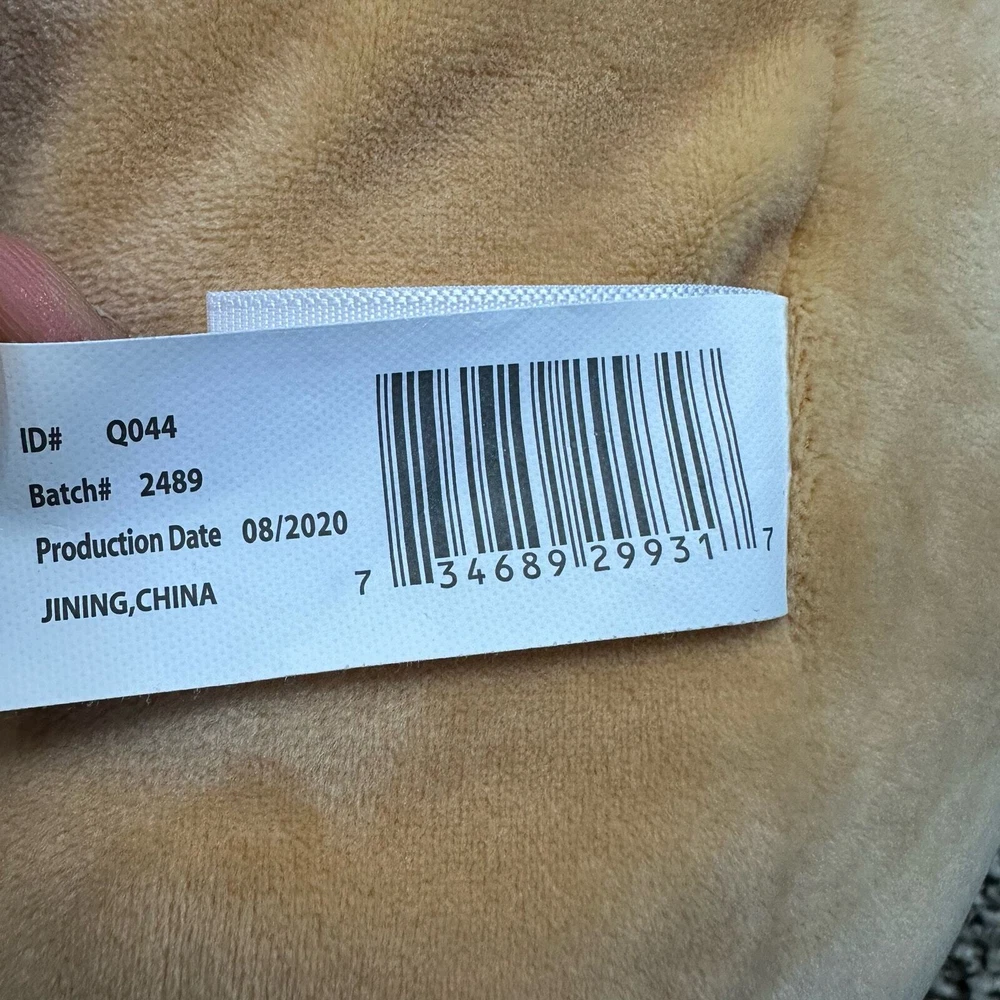 ID# Q044
Batch# 2489
Production Date 08/2020
JINING,CHINA
7 34689 29931 7